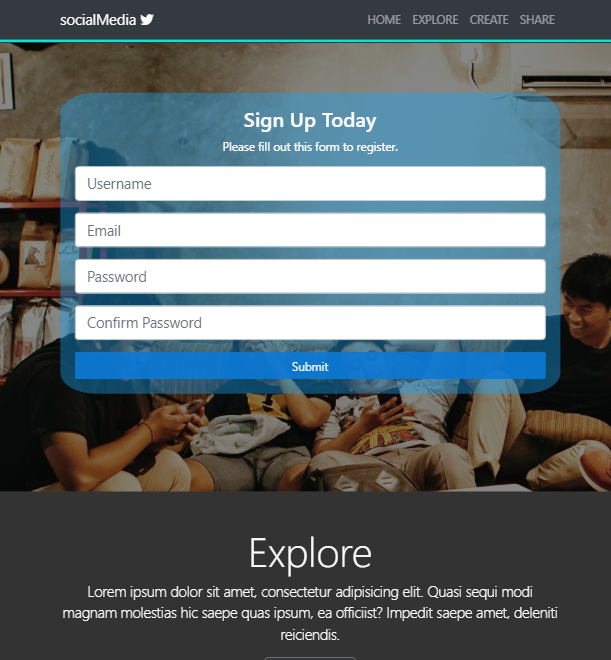 socialMedia
HOME EXPLORE CREATE SHARE
Sign Up Today
Please fill out this form to register.
Username
Email
Password
Confirm Password
Submit
Explore
Lorem ipsum dolor sit amet, consectetur adipisicing elit. Quasi sequi modi
magnam molestias hic saepe quas ipsum, ea officiist? Impedit saepe amet, deleniti
reiciendis.